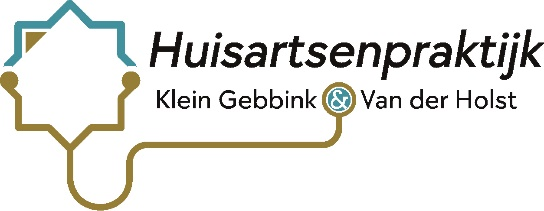 Huisartsenpraktijk
Klein Gebbink & Van der Holst